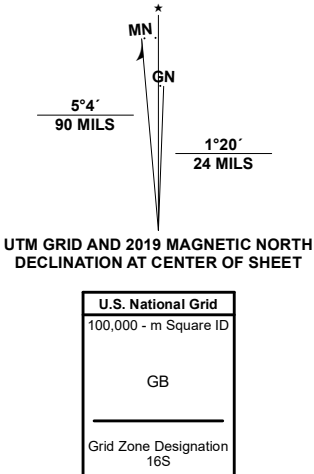 MN
GN
5°4´
90 MILS
1°20´
24 MILS
UTM GRID AND 2019 MAGNETIC NORTH
DECLINATION AT CENTER OF SHEET
U.S. National Grid
100,000 - m Square ID
GB
Grid Zone Designation
16S